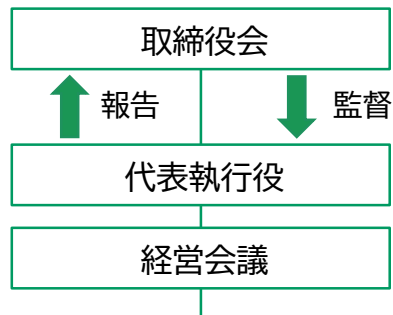 取締役会
報告
監督
代表執行役
経営会議